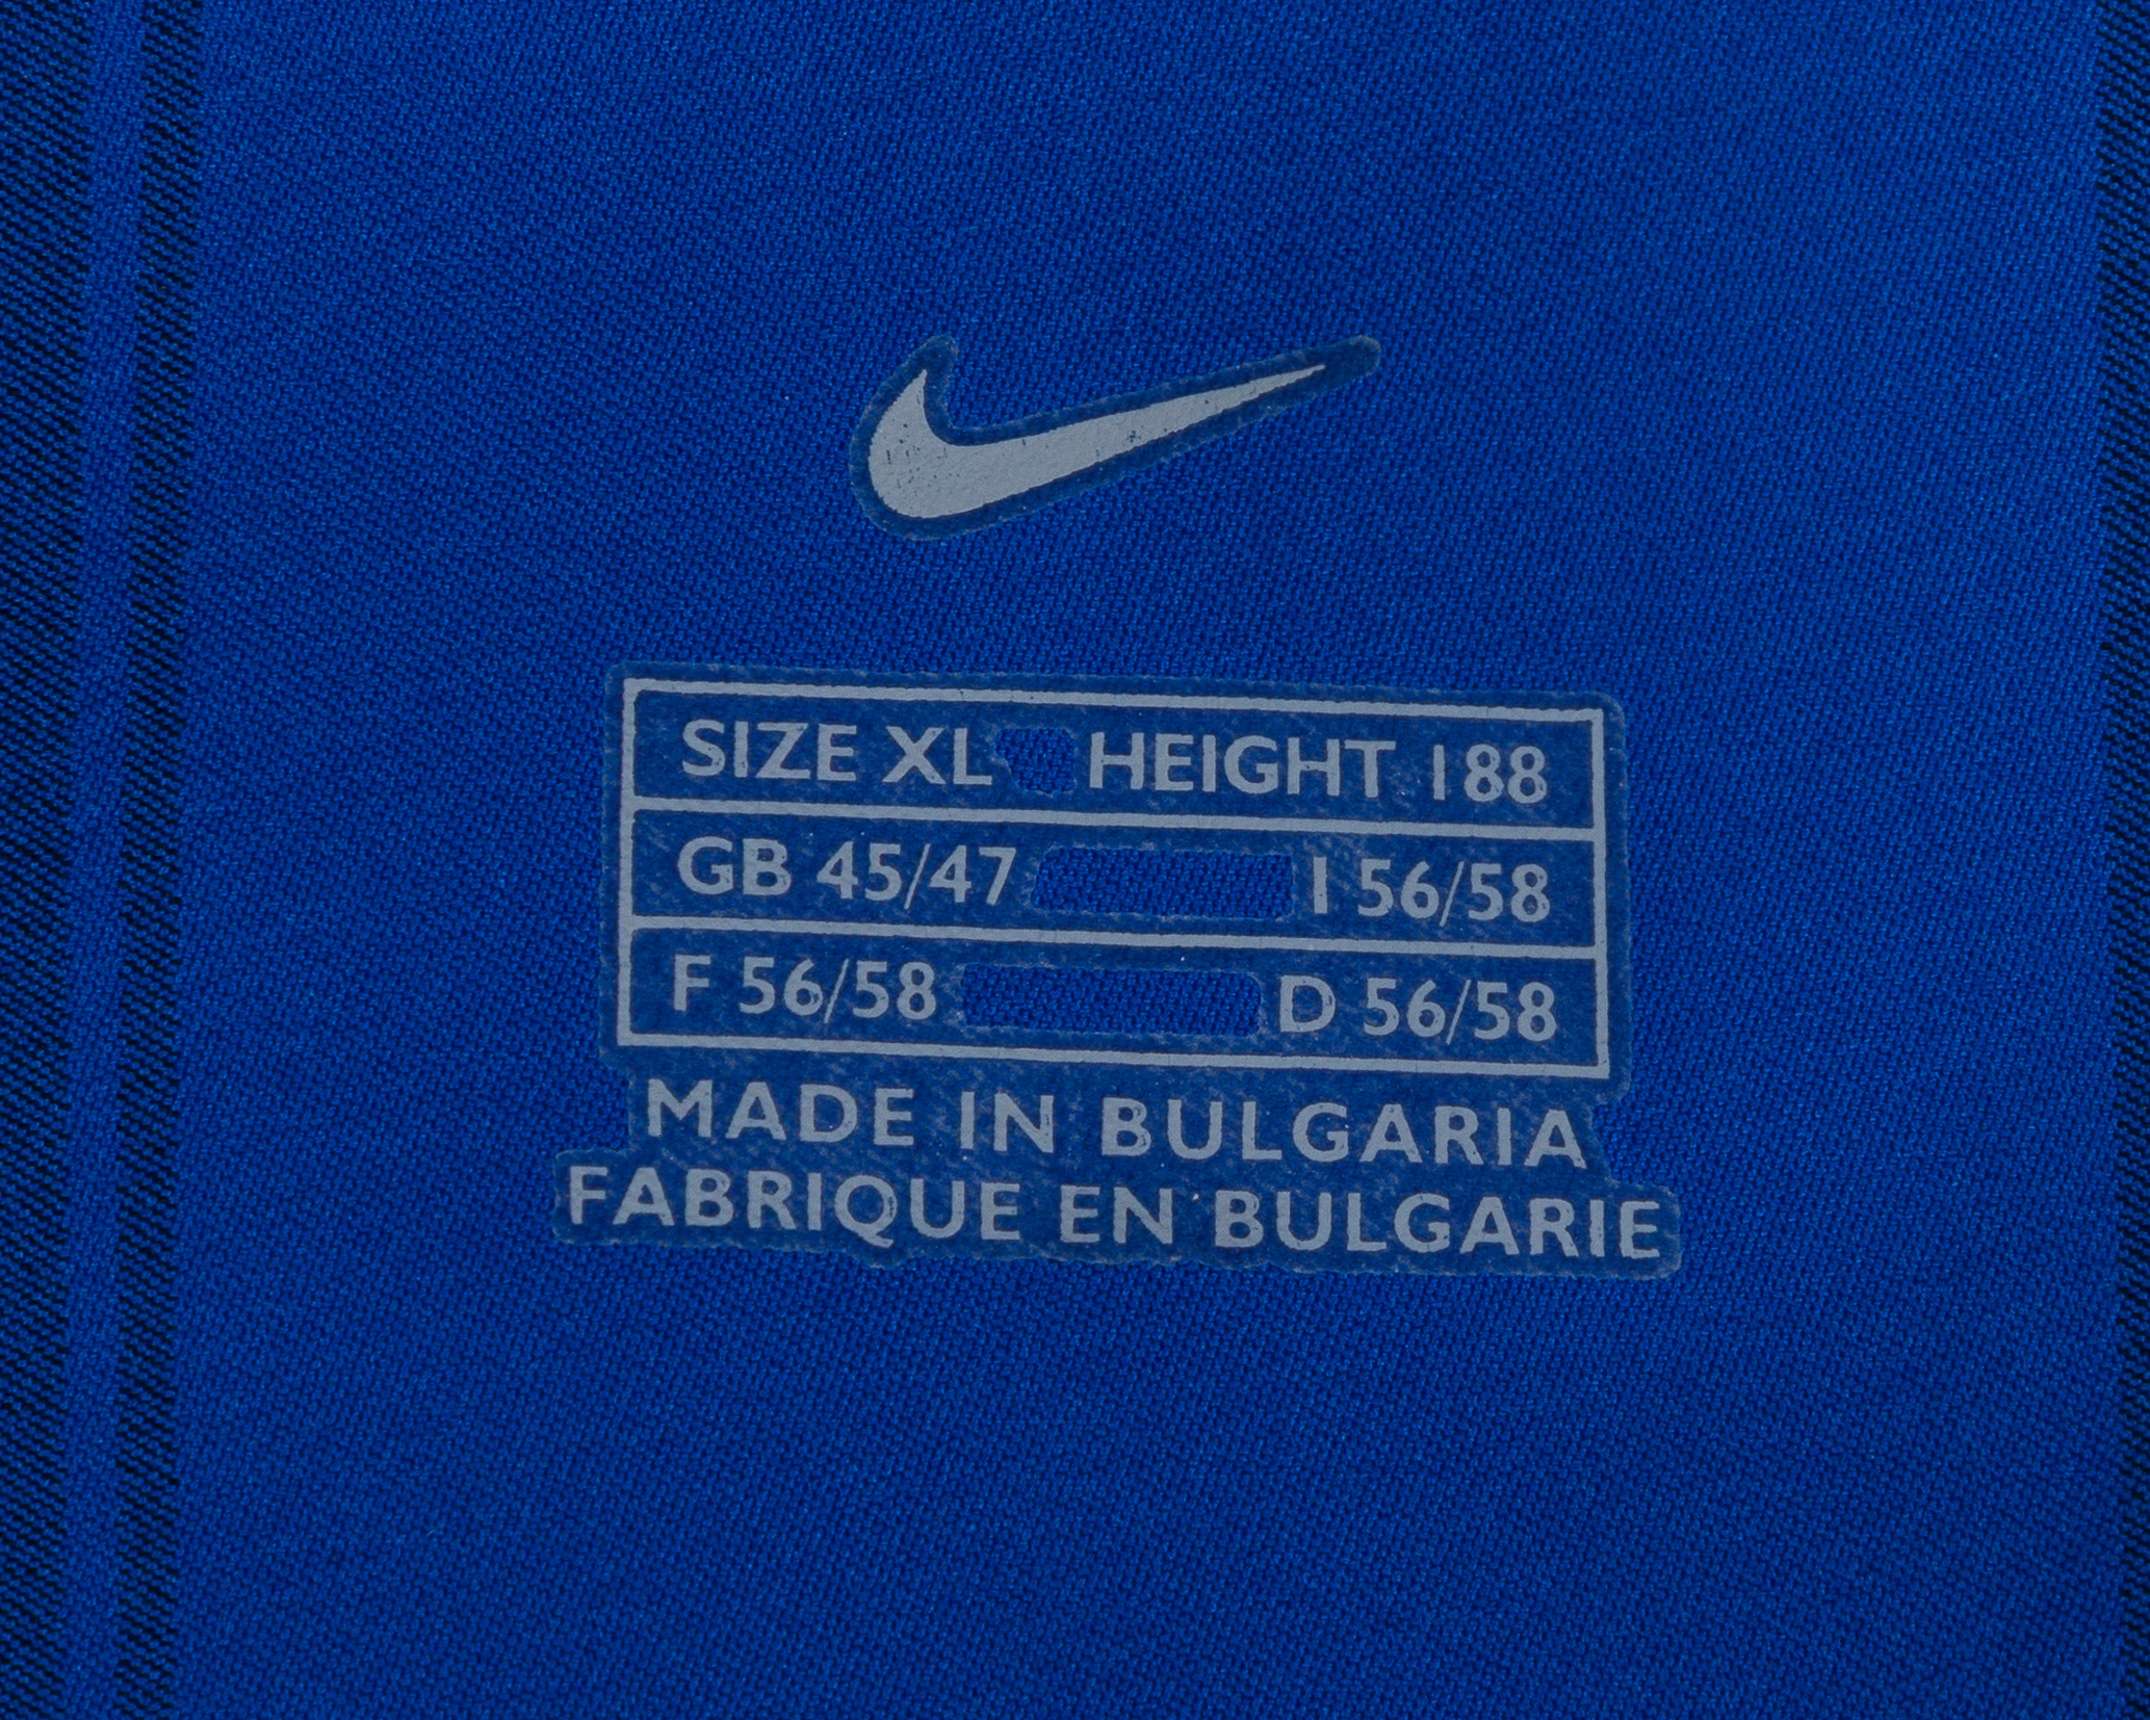 SIZE XL HEIGHT 188
GB 45/47 I 56/58
F 56/58 D 56/58
MADE IN BULGARIA
FABRIQUE EN BULGARIE